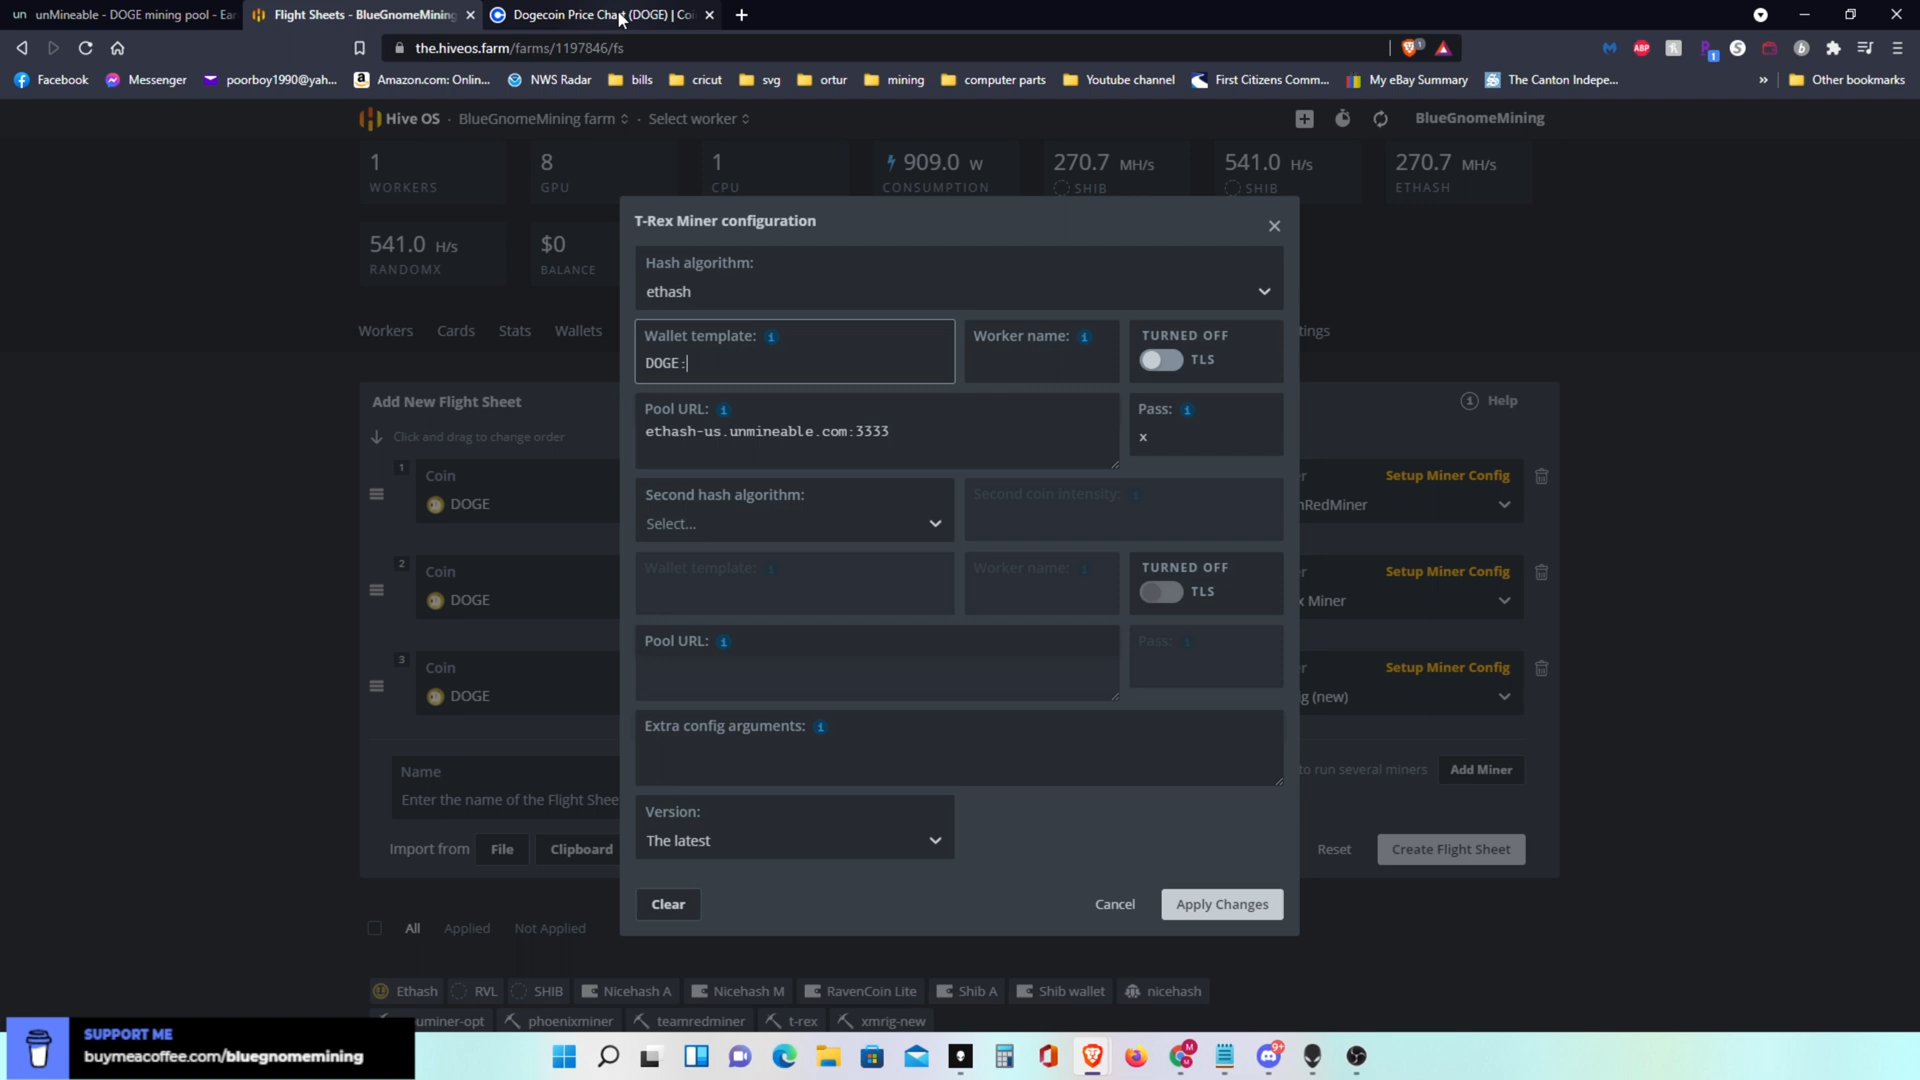 un unMineable - DOGE mining pool - Ear
Flight Sheets - BlueGnomeMining
Dogecoin Price Chart (DOGE) | Coi
the.hiveos.farm/farms/1197846/fs
Facebook
Messenger
poorboy1990@yah...
Amazon.com: Onlin...
NWS Radar
bills
cricut
svg
ortur
mining
computer parts
Youtube channel
First Citizens Comm...
My eBay Summary
The Canton Indepe...
»
Other bookmarks
Hive OS · BlueGnomeMining farm · Select worker
BlueGnomeMining
1
WORKERS
8
GPU
1
CPU
909.0 W
CONSUMPTION
270.7 MH/s
SHIB
541.0 H/s
SHIB
270.7 MH/s
ETHASH
541.0 H/s
RANDOMX
$0
BALANCE
Workers Cards Stats Wallets
tings
T-Rex Miner configuration
Hash algorithm:
ethash
Wallet template:
DOGE:
Worker name:
TURNED OFF
TLS
Pool URL:
ethash-us.unmineable.com:3333
Pass:
x
Second hash algorithm:
Select...
Second coin intensity:
Wallet template:
Worker name:
TURNED OFF
TLS
Pool URL:
Pass:
Extra config arguments:
Version:
The latest
Clear
Cancel
Apply Changes
Add New Flight Sheet
Help
Click and drag to change order
1
Coin
DOGE
r
Setup Miner Config
nRedMiner
2
Coin
DOGE
r
Setup Miner Config
x Miner
3
Coin
DOGE
r
Setup Miner Config
g (new)
Name
Enter the name of the Flight Shee
to run several miners
Add Miner
Import from File Clipboard
Reset
Create Flight Sheet
All Applied Not Applied
Ethash RVL SHIB Nicehash A Nicehash M RavenCoin Lite Shib A Shib wallet nicehash
uminer-opt phoenixminer teamredminer t-rex xmrig-new
SUPPORT ME
buymeacoffee.com/bluegnomemining